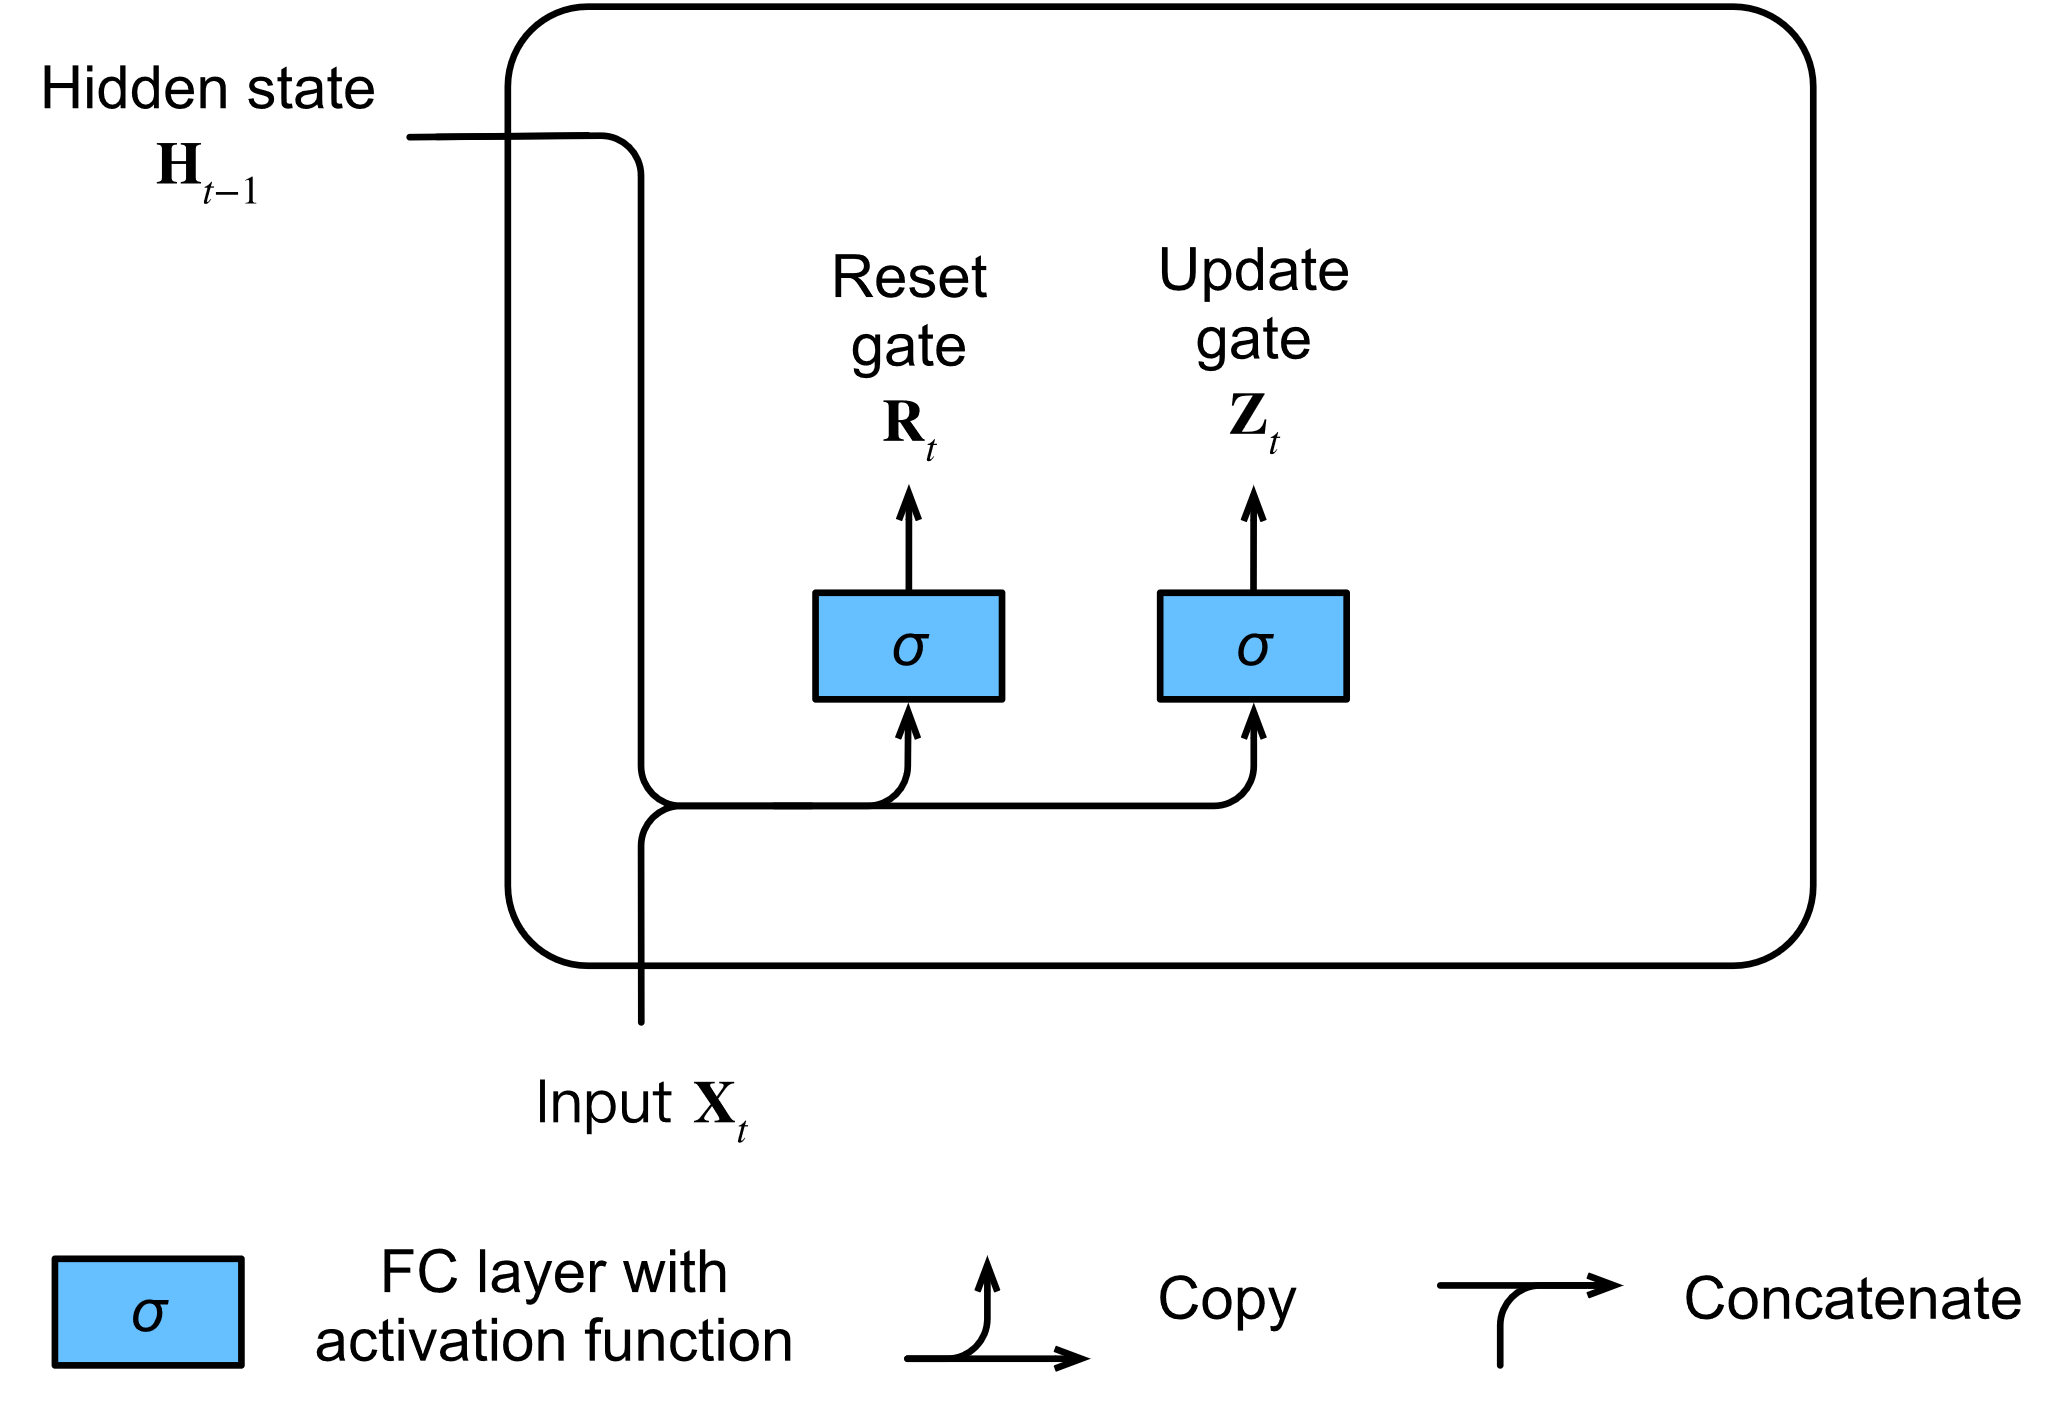 Hidden state
H_{t−1}
Reset
gate
R_t
Update
gate
Z_t
σ
σ
Input X_t
σ
FC layer with
activation function
Copy
Concatenate